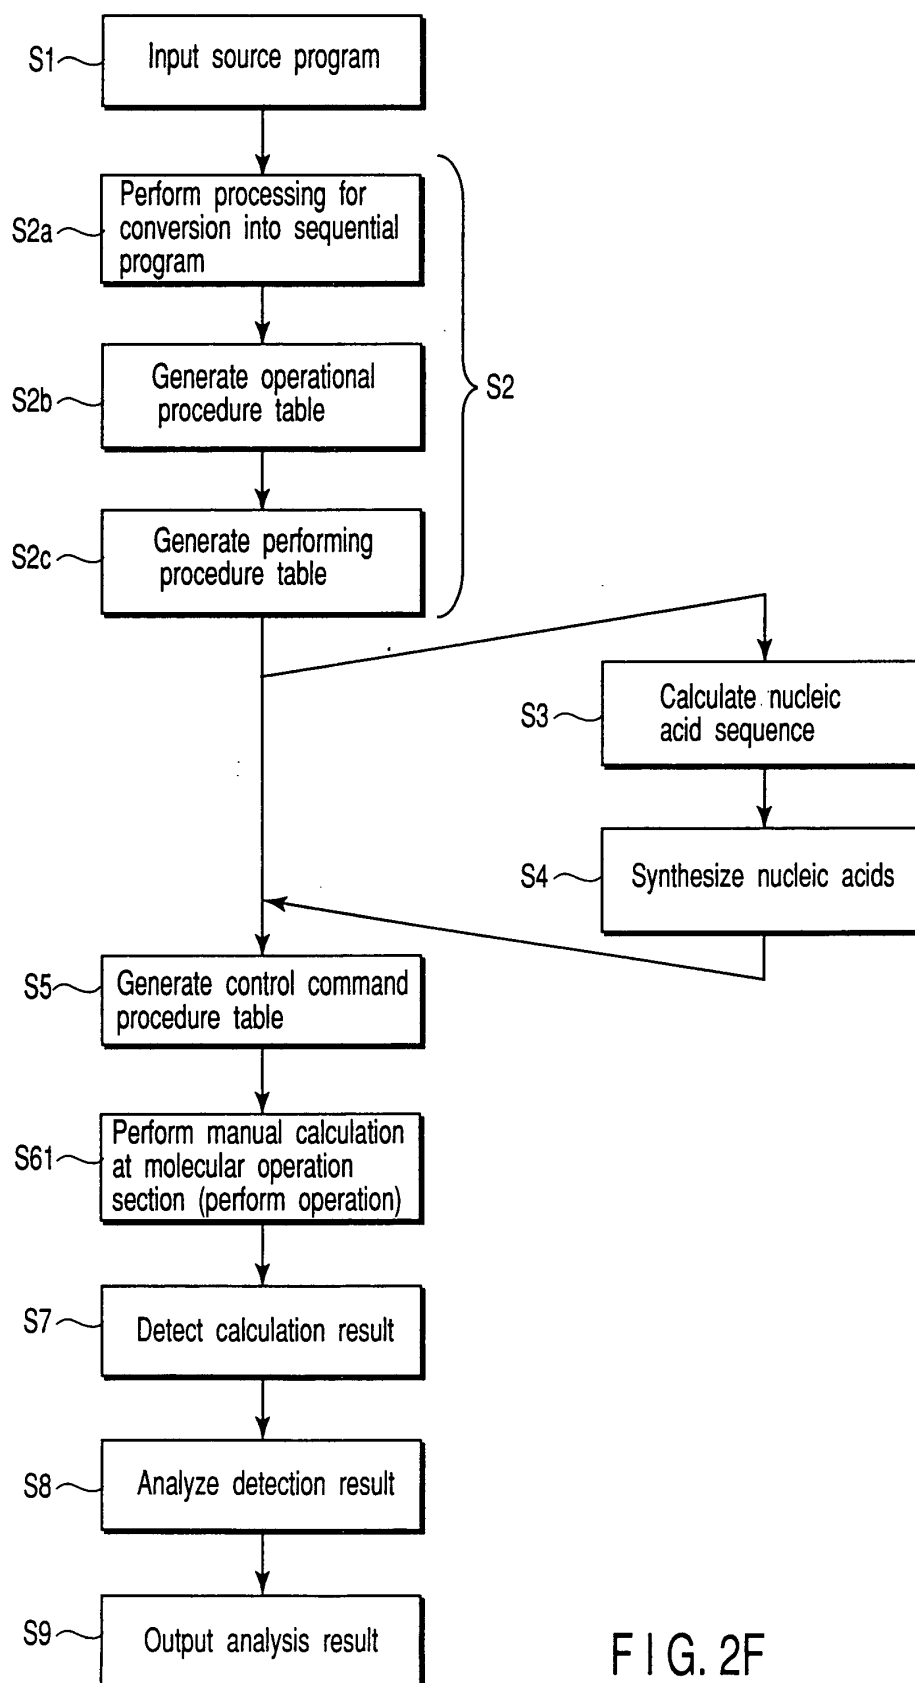 S1
Input source program
S2a
Perform processing for
conversion into sequential
program
S2b
Generate operational
procedure table
S2
S2c
Generate performing
procedure table
S3
Calculate nucleic
acid sequence
S4
Synthesize nucleic acids
S5
Generate control command
procedure table
S61
Perform manual calculation
at molecular operation
section (perform operation)
S7
Detect calculation result
S8
Analyze detection result
S9
Output analysis result
FIG. 2F